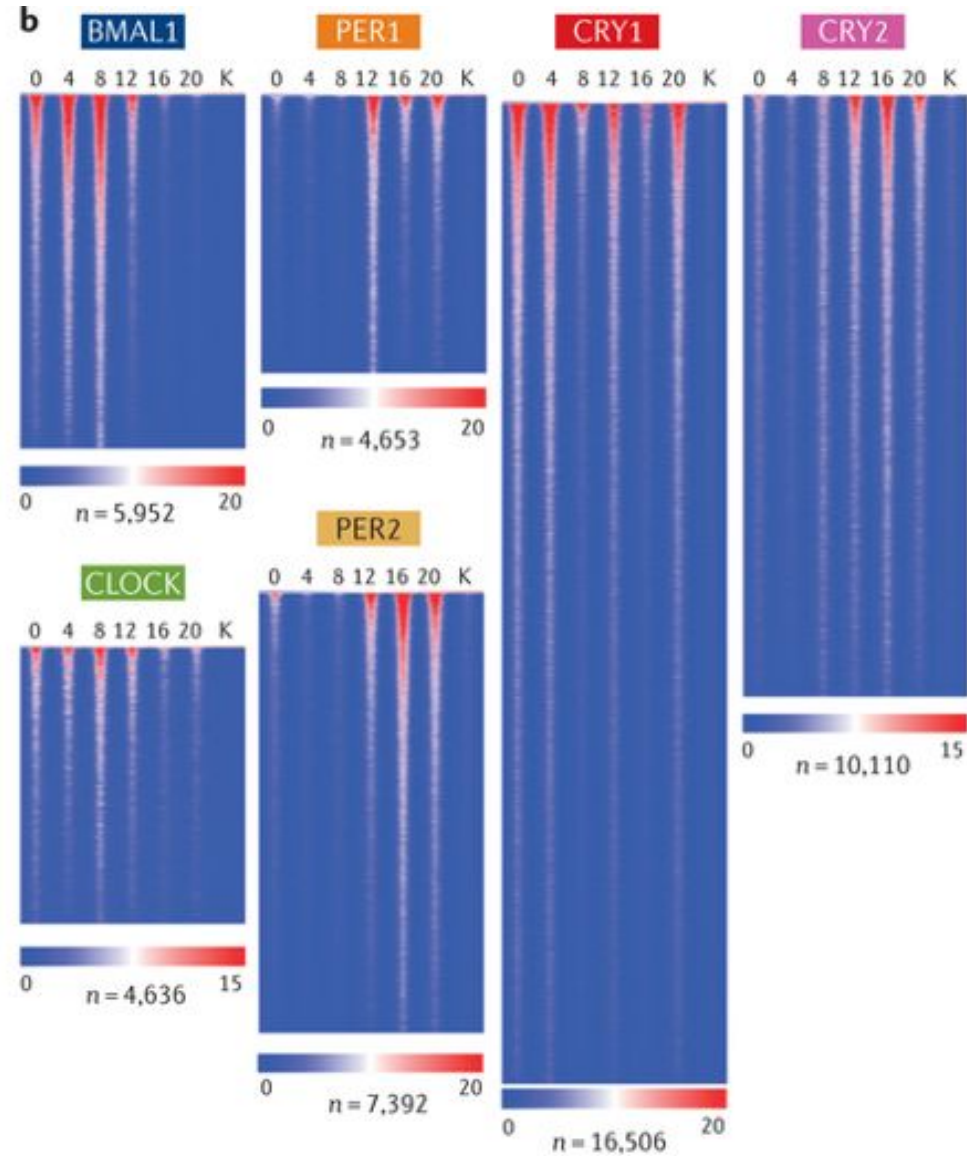 b
BMAL1
0 4 8 12 16 20 K
0 20
n = 5,952
CLOCK
0 4 8 12 16 20 K
0 15
n = 4,636
PER1
0 4 8 12 16 20 K
0 20
n = 4,653
PER2
0 4 8 12 16 20 K
0 20
n = 7,392
CRY1
0 4 8 12 16 20 K
0 20
n = 16,506
CRY2
0 4 8 12 16 20 K
0 15
n = 10,110